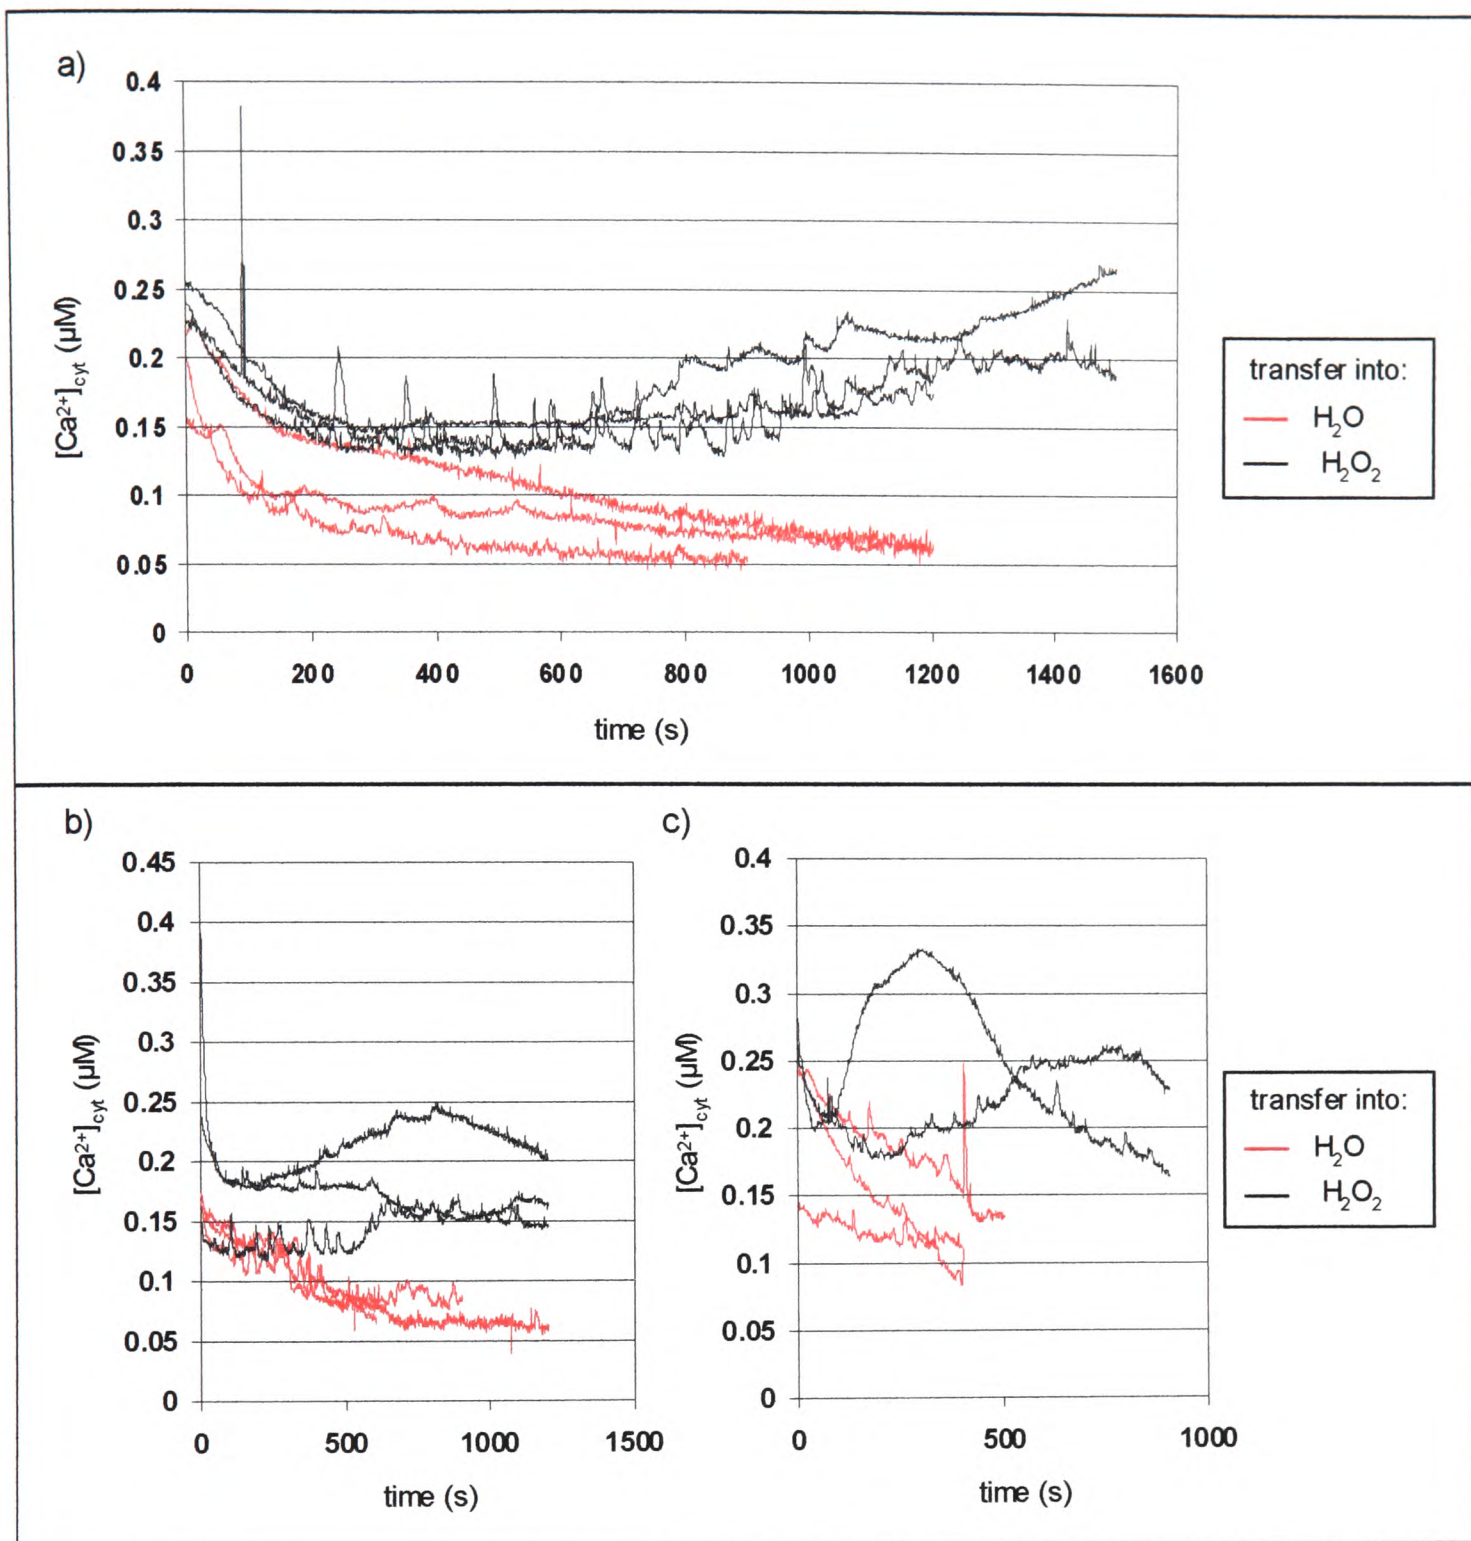 a)
0.4
0.35
0.3
0.25
0.2
0.15
0.1
0.05
0
[Ca²⁺]cyt (µM)
0 200 400 600 800 1000 1200 1400 1600
time (s)
transfer into:
H₂O
H₂O₂
b)
0.45
0.4
0.35
0.3
0.25
0.2
0.15
0.1
0.05
0
[Ca²⁺]cyt (µM)
0 500 1000 1500
time (s)
c)
0.4
0.35
0.3
0.25
0.2
0.15
0.1
0.05
0
[Ca²⁺]cyt (µM)
0 500 1000
time (s)
transfer into:
H₂O
H₂O₂